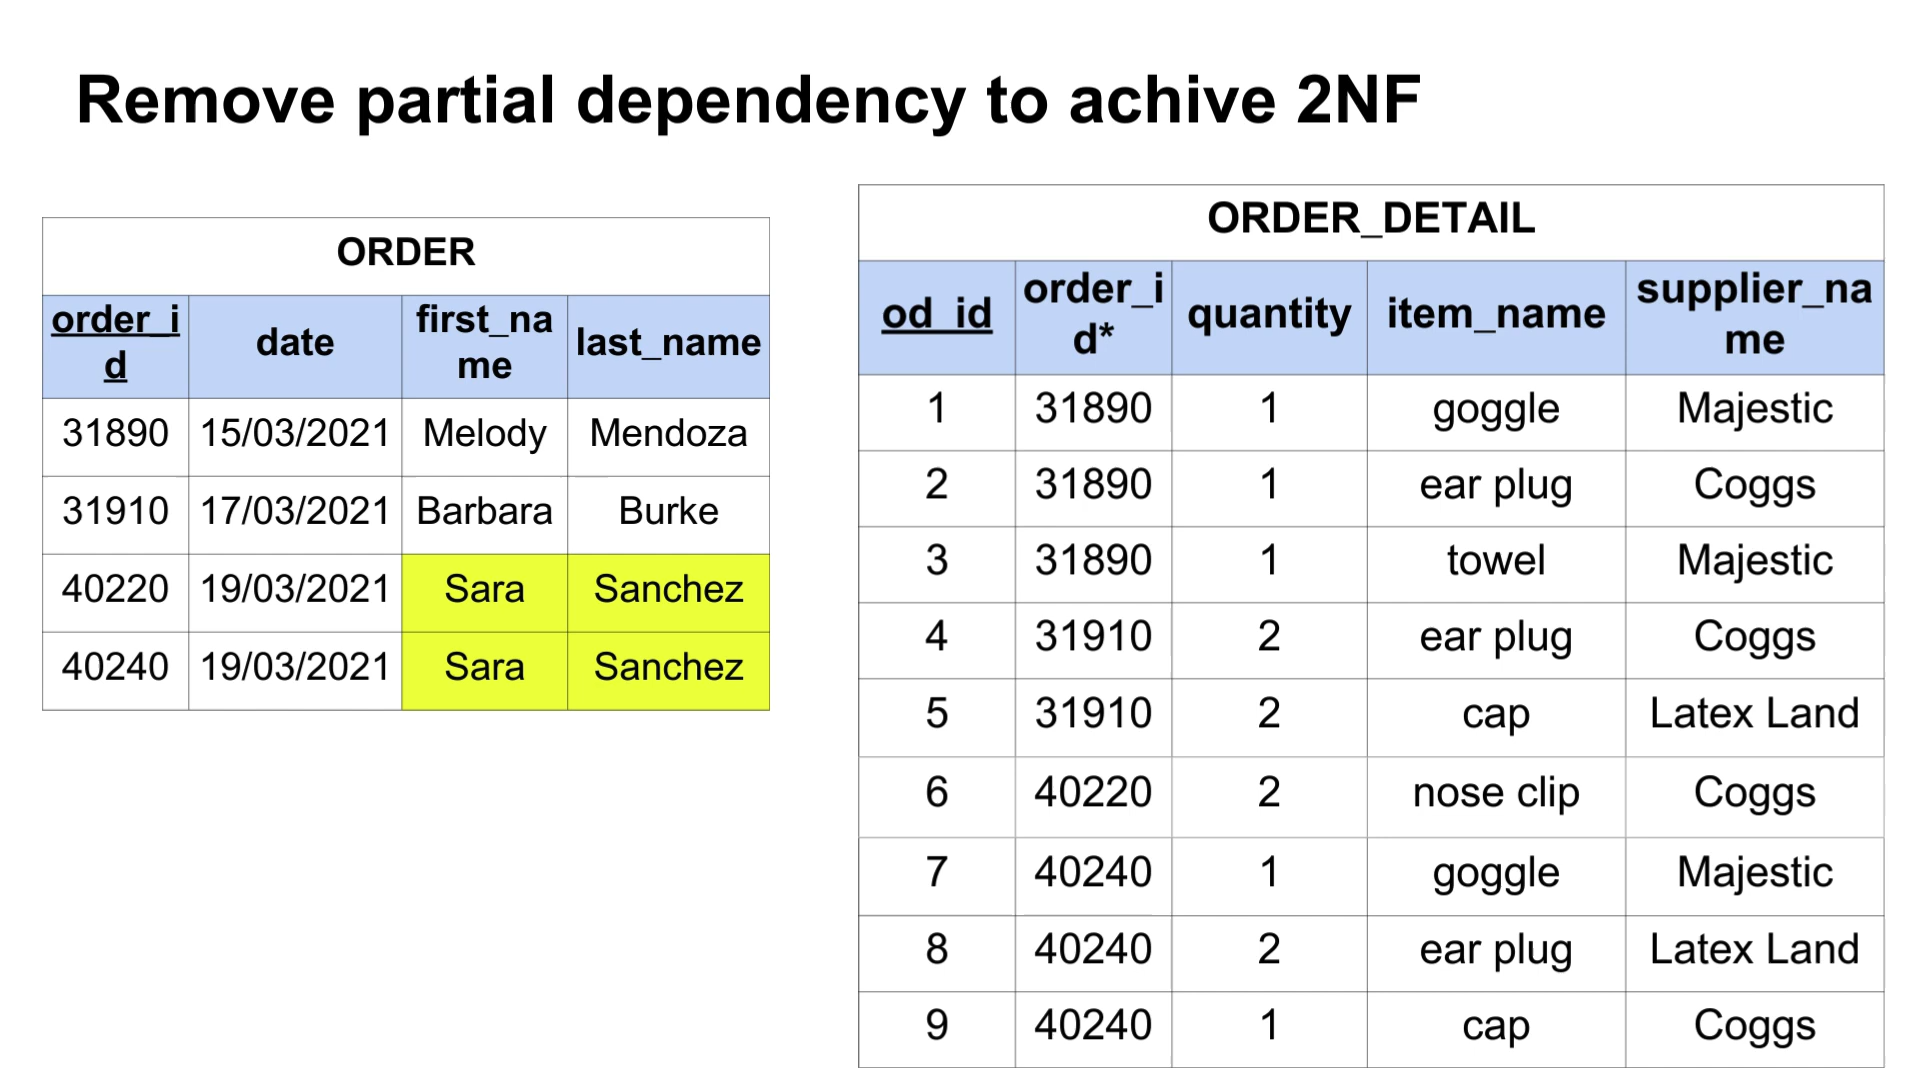 Remove partial dependency to achive 2NF
ORDER
order_i
d
date
first_na
me
last_name
31890 15/03/2021 Melody Mendoza
31910 17/03/2021 Barbara Burke
40220 19/03/2021 Sara Sanchez
40240 19/03/2021 Sara Sanchez
ORDER_DETAIL
od_id
order_i
d*
quantity
item_name
supplier_na
me
1 31890 1 goggle Majestic
2 31890 1 ear plug Coggs
3 31890 1 towel Majestic
4 31910 2 ear plug Coggs
5 31910 2 cap Latex Land
6 40220 2 nose clip Coggs
7 40240 1 goggle Majestic
8 40240 2 ear plug Latex Land
9 40240 1 cap Coggs